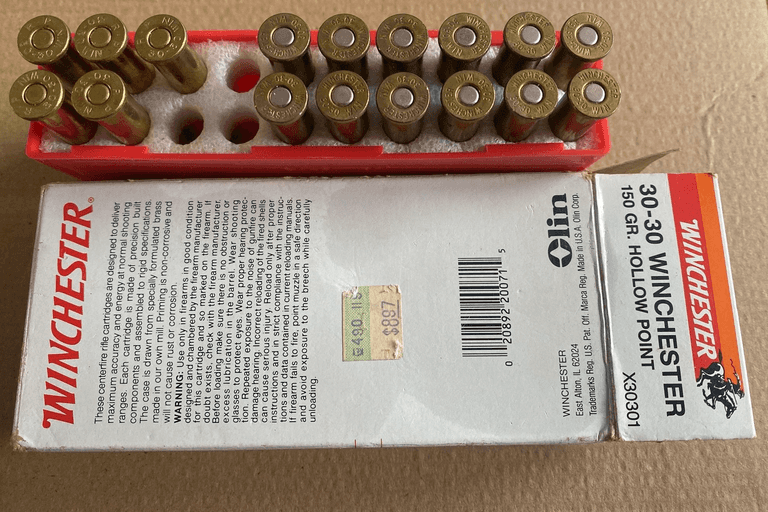 WINCHESTER®
These centerfire rifle cartridges are designed to deliver
maximum accuracy and energy at normal shooting
ranges. Each cartridge is made of precision built
components and assembled to rigid specifications.
The case is drawn from specially formulated brass
made in our own mill. Priming is non-corrosive and
will not cause rust or corrosion.
WARNING: Use only in firearms in good condition
designed and chambered by the firearm manufacturer
for this cartridge and so marked on the firearm. If
doubt exists, check with the firearm manufacturer.
Before loading make sure there is no obstruction or
excess lubricant in the barrel. Wear shooting
glasses to protect eyes. Wear proper hearing protec-
tion. Repeated exposure to the noise of gunfire can
damage hearing. Incorrect reloading of the fired shells
can cause serious injury. Reload only after proper
instructions and in strict compliance with the instruc-
tions and data contained in current reloading manuals.
If firearm fails to fire, point muzzle in a safe direction
and avoid exposure to the breech while carefully
unloading.
$897
0 20892 20071 5
Olin
WINCHESTER
East Alton, IL 62024
Trademarks Reg. U.S. Pat. Off. Marca Reg. Made in U.S.A. Olin Corp.
30-30 WINCHESTER
150 GR. HOLLOW POINT
X30301
WINCHESTER